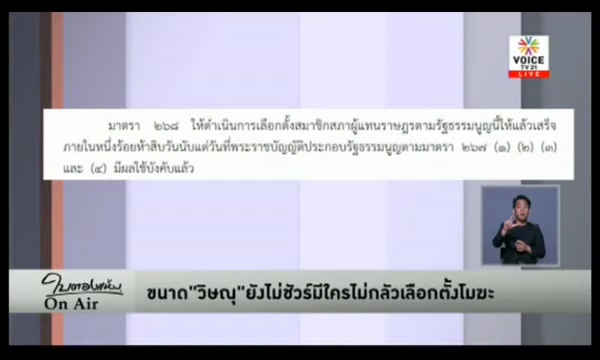 VOICE
TV 21
LIVE
มาตรา ๒๖๘ ให้ดำเนินการเลือกตั้งสมาชิกสภาผู้แทนราษฎรตามรัฐธรรมนูญนี้ให้แล้วเสร็จ
ภายในหนึ่งร้อยห้าสิบวันนับแต่วันที่พระราชบัญญัติประกอบรัฐธรรมนูญตามมาตรา ๒๖๗ (๑) (๒) (๓)
และ (๔) มีผลใช้บังคับแล้ว
ใบตองแห้ง
On Air
ขนาด"วิษณุ"ยังไม่ชัวร์มีใครไม่กลัวเลือกตั้งโมฆะ